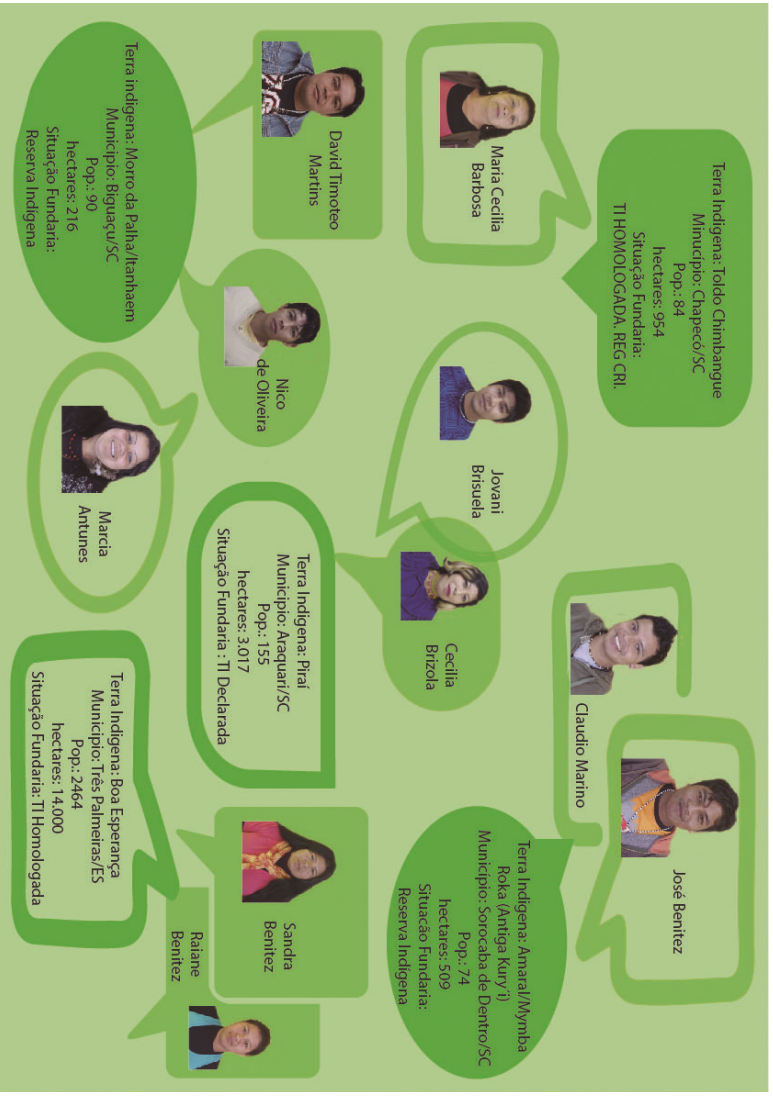 Terra Indigena: Toldo Chimbangue
Minucípio: Chapecó/SC
Pop.: 84
hectares: 954
Situação Fundaria:
TI HOMOLOGADA. REG CRI.
José Benitez
Claudio Marino
Maria Cecilia
Barbosa
Jovani
Brisuela
Terra Indigena: Amaral/Mymba
Roka (Antiga Kury´i)
Município: Sorocaba de Dentro/SC
Pop.: 74
hectares: 509
Situacão Fundaria:
Reserva Indígena
Cecilia
Brizola
David Timoteo
Martins
Terra Indigena: Piraí
Municipio: Araquari/SC
Pop.: 155
hectares: 3.017
Situação Fundaria : TI Declarada
Sandra
Benitez
Nico
de Oliveira
Raiane
Benitez
Terra indigena: Morro da Palha/Itanhaem
Municipio: Biguaçu/SC
Pop.: 90
hectares: 216
Situação Fundaria:
Reserva Indígena
Marcia
Antunes
Terra Indigena: Boa Esperança
Municipio: Três Palmeiras/ES
Pop.: 2464
hectares: 14.000
Situação Fundaria: TI Homologada